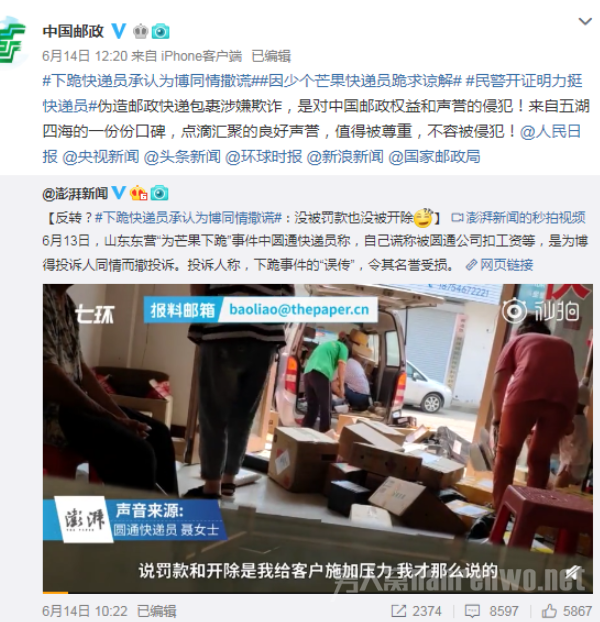 中国邮政
6月14日 12:20 来自 iPhone客户端 已编辑
#下跪快递员承认为博同情撒谎##因少个芒果快递员跪求谅解# #民警开证明力挺
快递员#伪造邮政快递包裹涉嫌欺诈，是对中国邮政权益和声誉的侵犯！来自五湖
四海的一份份口碑，点滴汇聚的良好声誉，值得被尊重，不容被侵犯！@人民日
报 @央视新闻 @头条新闻 @环球时报 @新浪新闻 @国家邮政局
@澎湃新闻
【反转？#下跪快递员承认为博同情撒谎#：没被罚款也没被开除】 澎湃新闻的秒拍视频
6月13日，山东东营“为芒果下跪”事件中圆通快递员称，自己谎称被圆通公司扣工资等，是为博
得投诉人同情而撤投诉。投诉人称，下跪事件的“误传”，令其名誉受损。 网页链接
七环
报料邮箱 baoliao@thepaper.cn
18754672221
秒拍
澎湃
声音来源:
圆通快递员 聂女士
说罚款和开除是我给客户施加压力 我才那么说的
6月14日 10:22 已编辑
2374
8597
5867